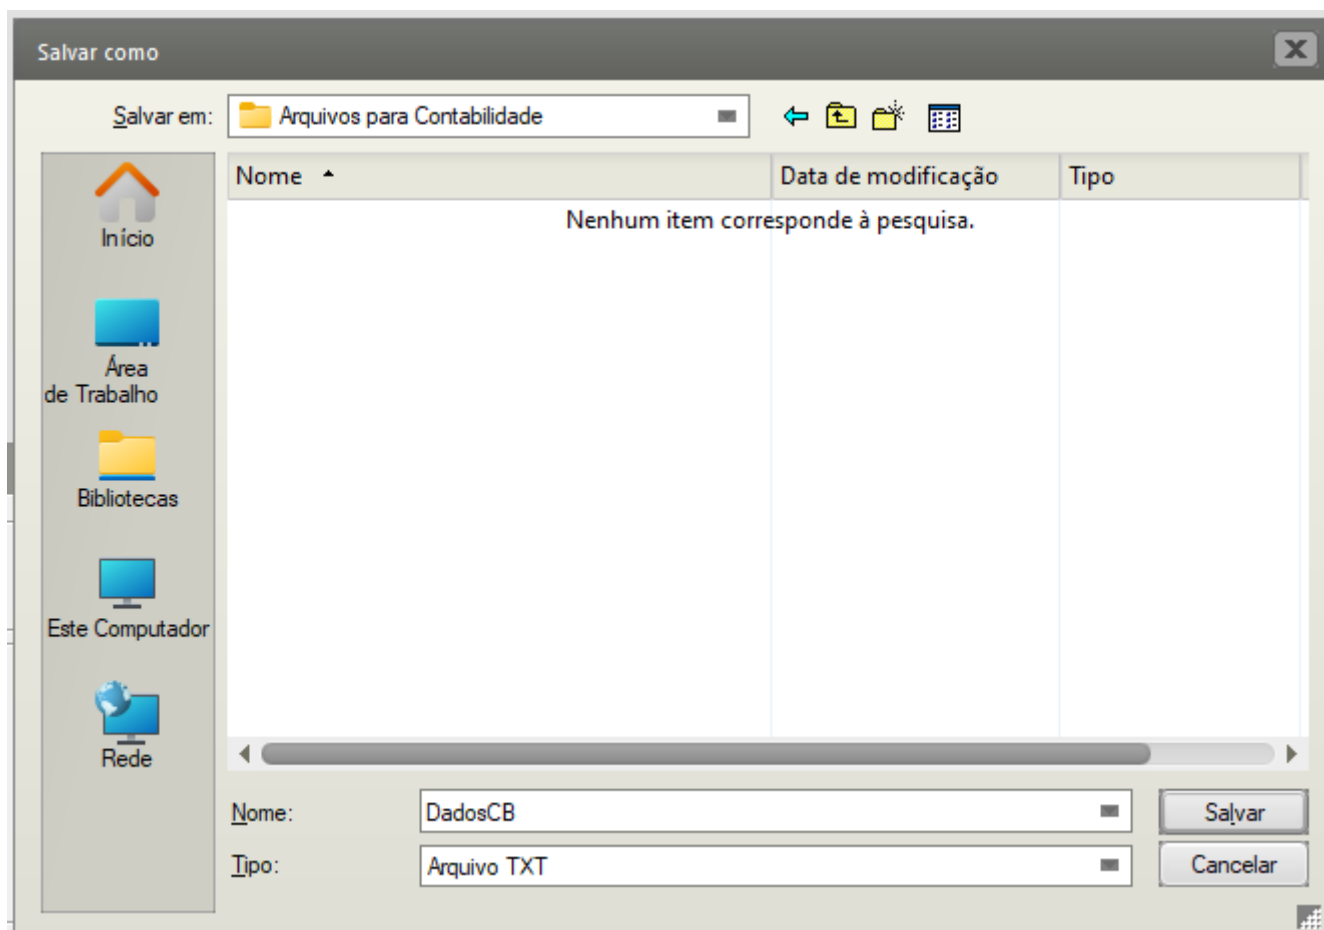 Salvar como
Salvar em:
Arquivos para Contabilidade
Nome
Data de modificação
Tipo
Nenhum item corresponde à pesquisa.
Início
Área
de Trabalho
Bibliotecas
Este Computador
Rede
Nome:
DadosCB
Salvar
Tipo:
Arquivo TXT
Cancelar